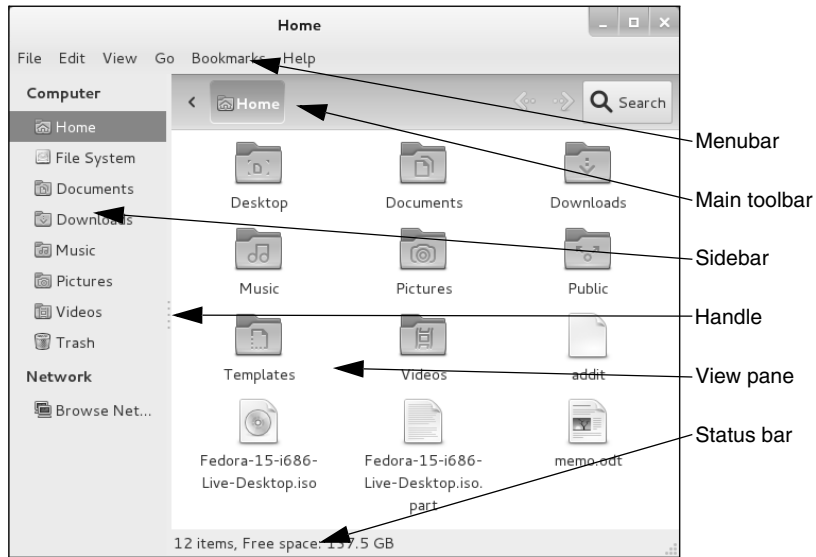 Home
File Edit View Go Bookmarks Help
Computer
Home
File System
Documents
Downloads
Music
Pictures
Videos
Trash
Network
Browse Net...
Home
Search
Desktop
Documents
Downloads
Music
Pictures
Public
Templates
Videos
addit
Fedora-15-i686-
Live-Desktop.iso
Fedora-15-i686-
Live-Desktop.iso.
part
memo.odt
12 items, Free space: 137.5 GB
Menubar
Main toolbar
Sidebar
Handle
View pane
Status bar